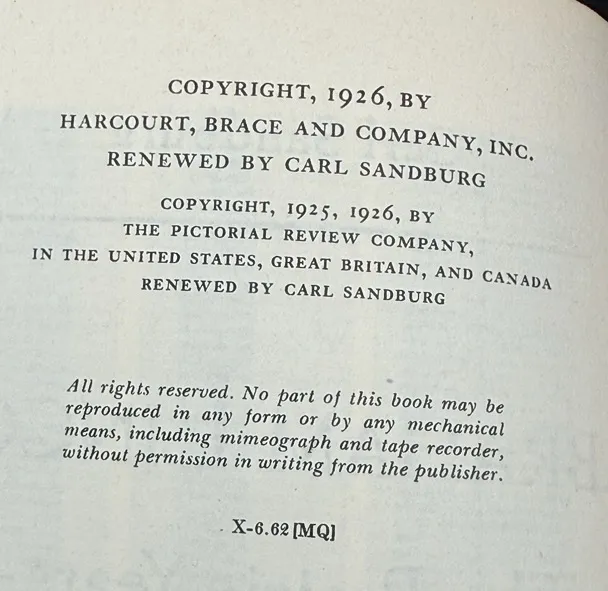 COPYRIGHT, 1926, BY
HARCOURT, BRACE AND COMPANY, INC.
RENEWED BY CARL SANDBURG
COPYRIGHT, 1925, 1926, BY
THE PICTORIAL REVIEW COMPANY,
IN THE UNITED STATES, GREAT BRITAIN, AND CANADA
RENEWED BY CARL SANDBURG
All rights reserved. No part of this book may be
reproduced in any form or by any mechanical
means, including mimeograph and tape recorder,
without permission in writing from the publisher.
X-6.62 [MQ]